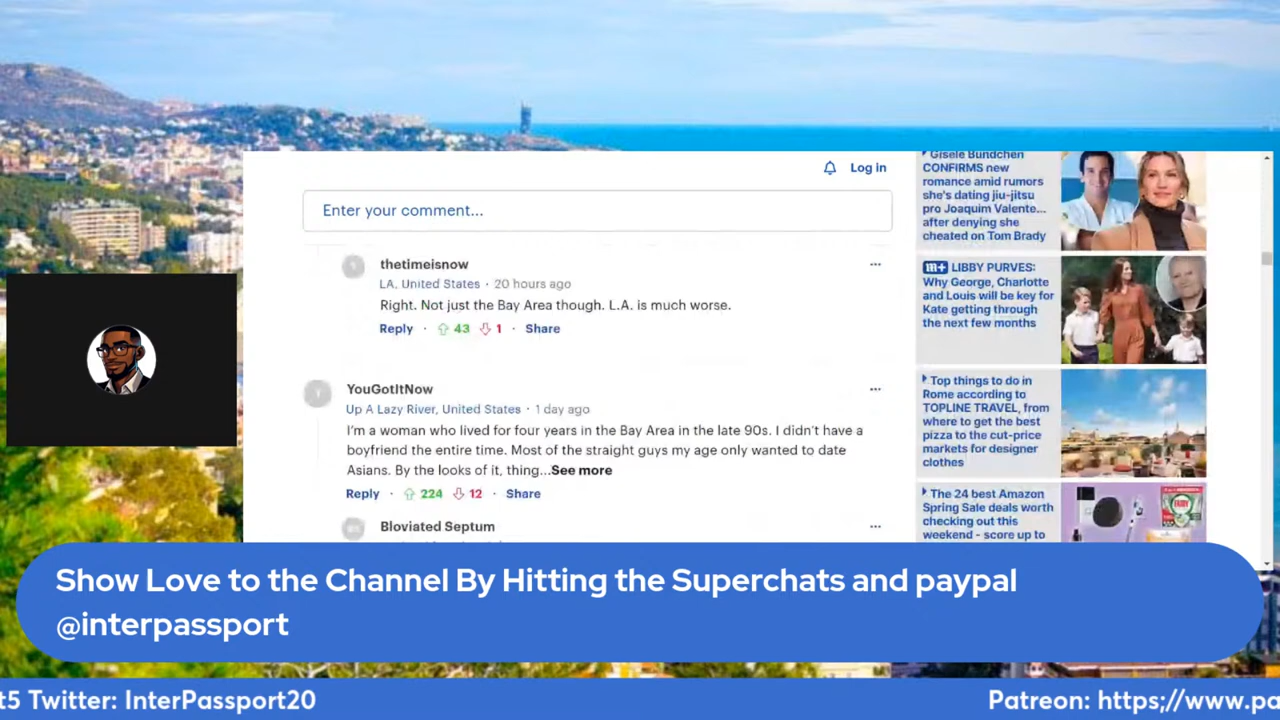 Log in
Enter your comment...
thetimeisnow
LA, United States · 20 hours ago
Right. Not just the Bay Area though. L.A. is much worse.
Reply · 43 1 · Share
YouGotItNow
Up A Lazy River, United States · 1 day ago
I'm a woman who lived for four years in the Bay Area in the late 90s. I didn't have a
boyfriend the entire time. Most of the straight guys my age only wanted to date
Asians. By the looks of it, thing...See more
Reply · 224 12 · Share
Bloviated Septum
Gisele Bundchen
CONFIRMS new
romance amid rumors
she's dating jiu-jitsu
pro Joaquim Valente...
after denying she
cheated on Tom Brady
m+ LIBBY PURVES:
Why George, Charlotte
and Louis will be key for
Kate getting through
the next few months
Top things to do in
Rome according to
TOPLINE TRAVEL, from
where to get the best
pizza to the cut-price
markets for designer
clothes
The 24 best Amazon
Spring Sale deals worth
checking out this
weekend - score up to
Show Love to the Channel By Hitting the Superchats and paypal
@interpassport
t5 Twitter: InterPassport20
Patreon: https;//www.pa